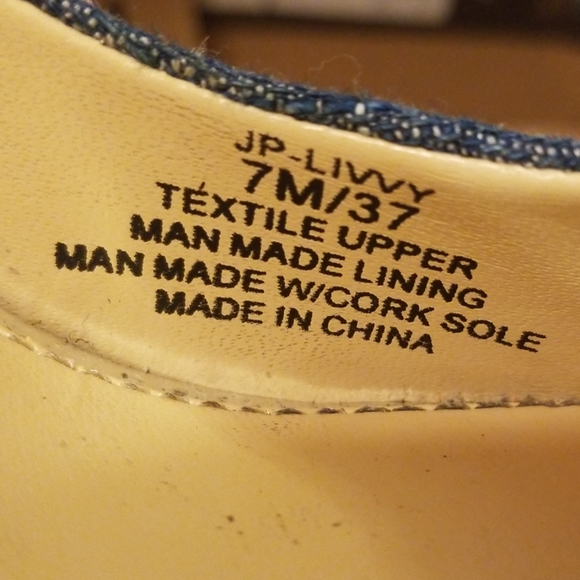 JP-LIVVY
7M/37
TEXTILE UPPER
MAN MADE LINING
MAN MADE W/CORK SOLE
MADE IN CHINA